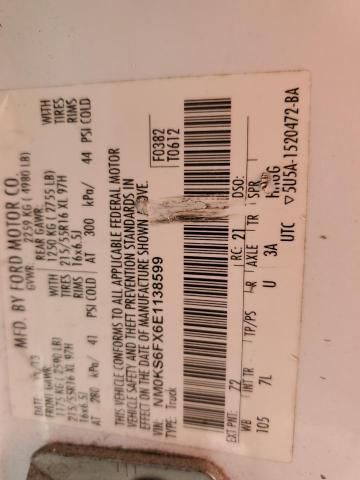 MFD. BY FORD MOTOR CO.
GVWR: 2259 KG ( 4980 LB)
FRONT GAWR:
1175 KG ( 2590 LB)
215/55R16 XL 97H
16x6.5J
AT 280 kPa/ 41 PSI COLD
REAR GAWR:
1250 KG ( 2755 LB)
215/55R16 XL 97H
16x6.5J
AT 300 kPa/ 44 PSI COLD
WITH
TIRES
RIMS
WITH
TIRES
RIMS
THIS VEHICLE CONFORMS TO ALL APPLICABLE FEDERAL MOTOR
VEHICLE SAFETY AND THEFT PREVENTION STANDARDS IN
EFFECT ON THE DATE OF MANUFACTURE SHOWN ABOVE.
VIN: NM0KS6FX6E1138599
TYPE: Truck
F0382
T0612
EXT PNT: Z2
RC: 21
DSO:
WB INT TR TP/PS R AXLE TR SPR
105 7L U 3A
UTC ▽5U5A-1520472-BA